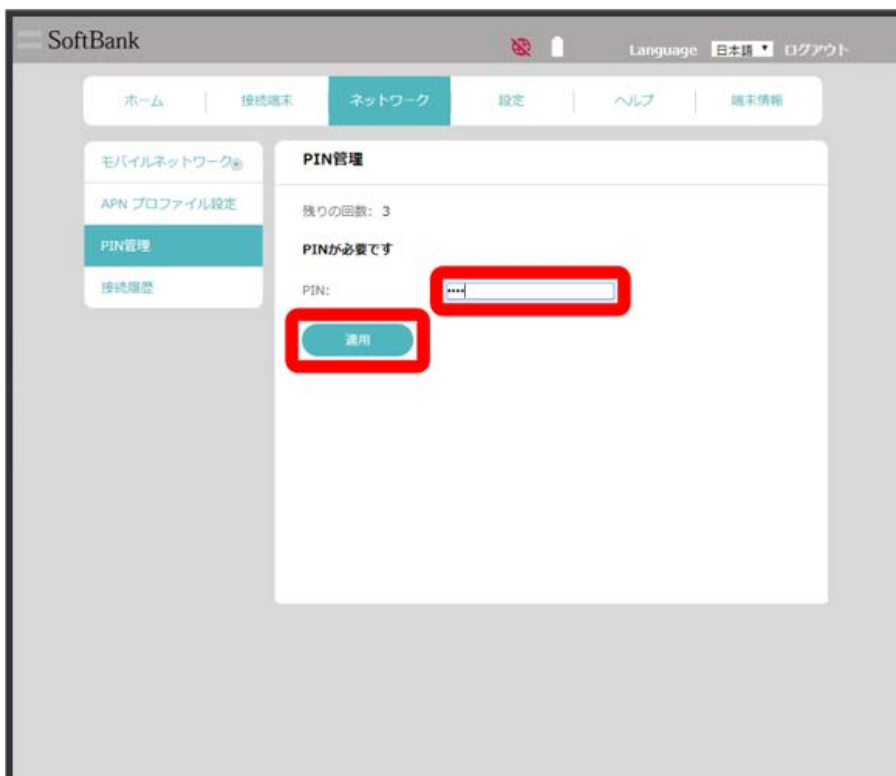 SoftBank
Language 日本語 ログアウト
ホーム 接続端末 ネットワーク 設定 ヘルプ 端末情報
モバイルネットワーク
APN プロファイル設定
PIN管理
接続履歴
PIN管理
残りの回数: 3
PINが必要です
PIN: ••••
適用